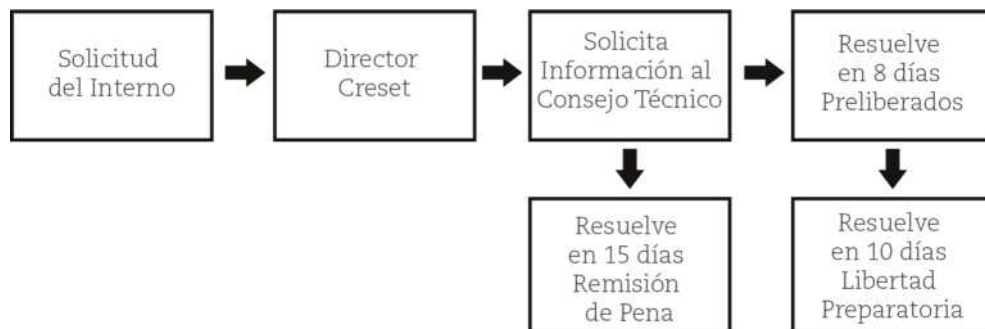 Solicitud
del Interno
Director
Creset
Solicita
Información al
Consejo Técnico
Resuelve
en 8 días
Preliberados
Resuelve
en 15 días
Remisión
de Pena
Resuelve
en 10 días
Libertad
Preparatoria